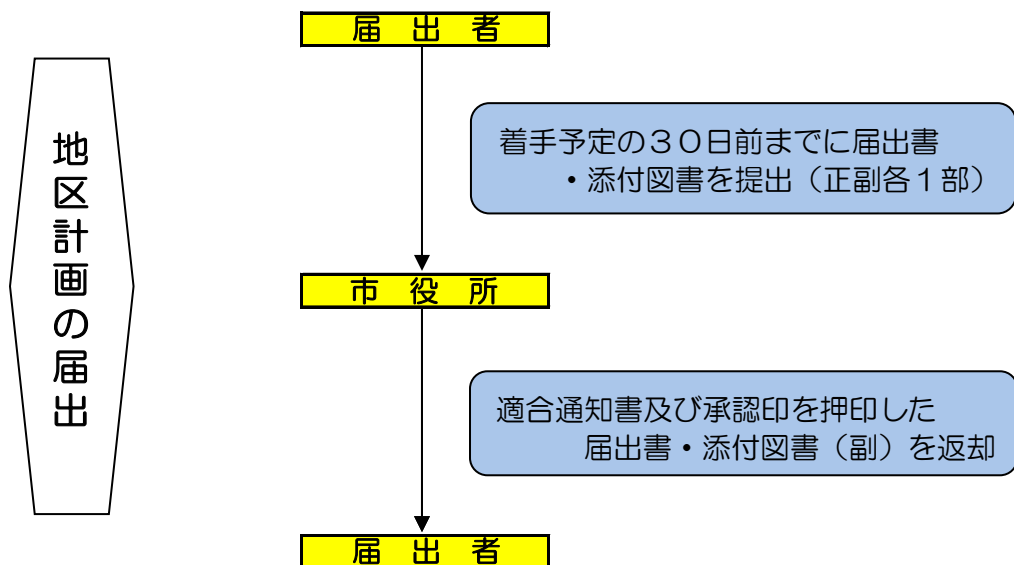 地区計画の届出
届出者
着手予定の３０日前までに届出書
・添付図書を提出（正副各１部）
市役所
適合通知書及び承認印を押印した
届出書・添付図書（副）を返却
届出者